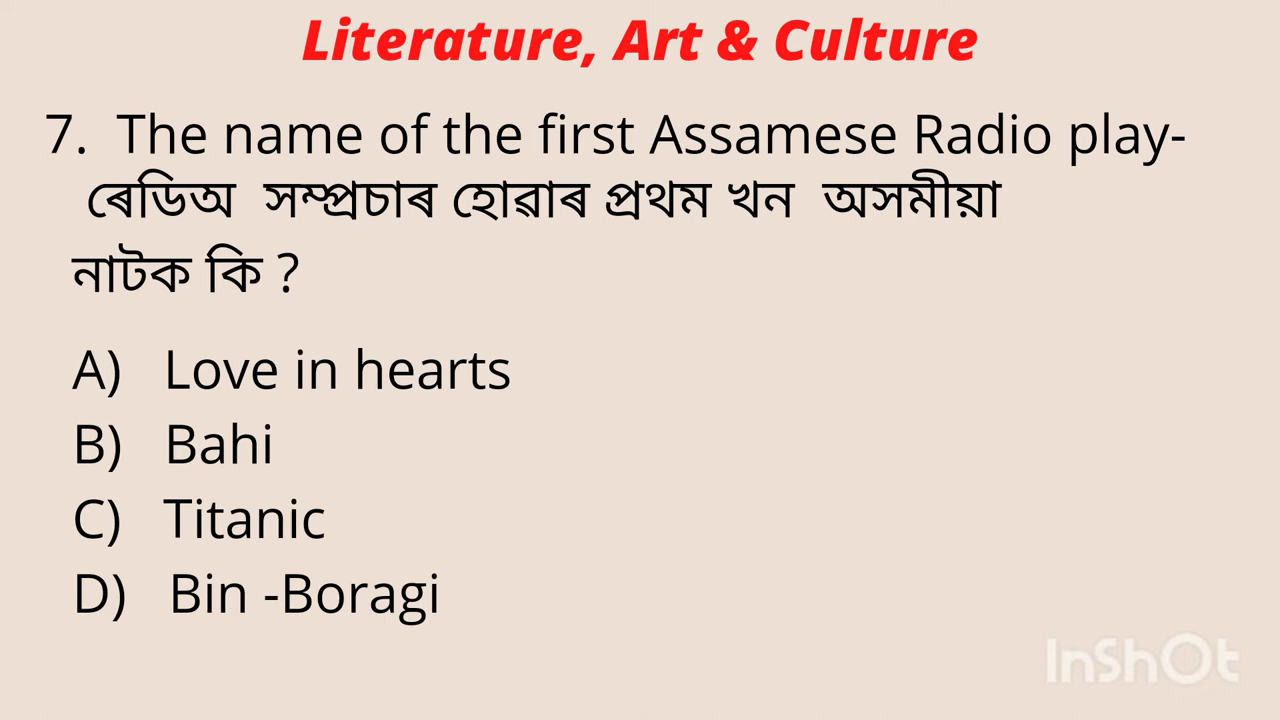 Literature, Art & Culture
7. The name of the first Assamese Radio play-
ৰেডিঅ সম্প্ৰচাৰ হোৱাৰ প্ৰথম খন অসমীয়া
নাটক কি ?
A) Love in hearts
B) Bahi
C) Titanic
D) Bin -Boragi
InShOt